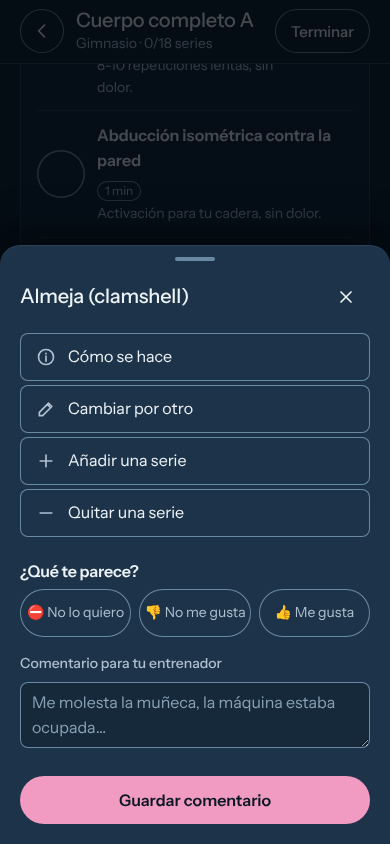 Cuerpo completo A
Gimnasio · 0/18 series
Terminar
8–10 repeticiones lentas, sin
dolor.
Abducción isométrica contra la
pared
1 min
Activación para tu cadera, sin dolor.
Almeja (clamshell)
Cómo se hace
Cambiar por otro
Añadir una serie
Quitar una serie
¿Qué te parece?
⛔ No lo quiero
👎 No me gusta
👍 Me gusta
Comentario para tu entrenador
Me molesta la muñeca, la máquina estaba
ocupada…
Guardar comentario